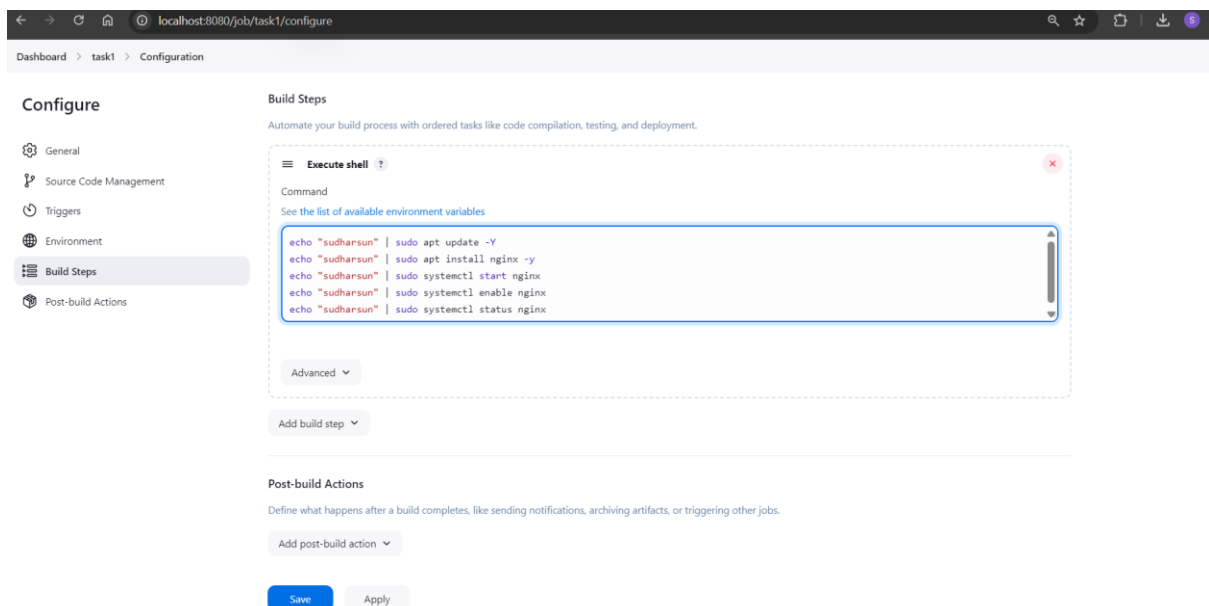 localhost:8080/job/task1/configure
S
Dashboard > task1 > Configuration
Configure
General
Source Code Management
Triggers
Environment
Build Steps
Post-build Actions
Build Steps
Automate your build process with ordered tasks like code compilation, testing, and deployment.
Execute shell ?
Command
See the list of available environment variables
echo "sudharsun" | sudo apt update -Y
echo "sudharsun" | sudo apt install nginx -y
echo "sudharsun" | sudo systemctl start nginx
echo "sudharsun" | sudo systemctl enable nginx
echo "sudharsun" | sudo systemctl status nginx
Advanced
Add build step
Post-build Actions
Define what happens after a build completes, like sending notifications, archiving artifacts, or triggering other jobs.
Add post-build action
Save Apply